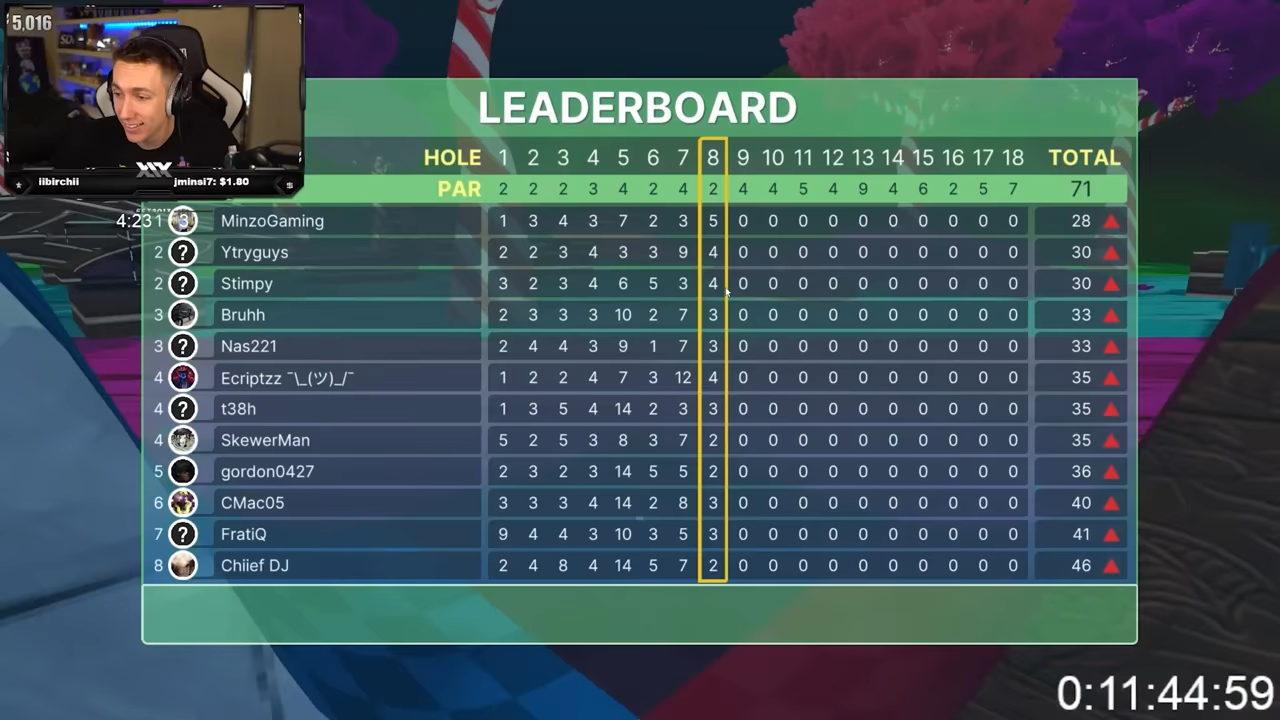 5,016
iibirchii jminsi7: $1.80
LEADERBOARD
HOLE 1 2 3 4 5 6 7 8 9 10 11 12 13 14 15 16 17 18 TOTAL
PAR 2 2 2 3 4 2 4 2 4 4 5 4 9 4 6 2 5 7 71
4:23 1 3 MinzoGaming 1 3 4 3 7 2 3 5 0 0 0 0 0 0 0 0 0 0 28
2 ? Ytryguys 2 2 3 4 3 3 9 4 0 0 0 0 0 0 0 0 0 0 30
2 ? Stimpy 3 2 3 4 6 5 3 4 0 0 0 0 0 0 0 0 0 0 30
3 Bruhh 2 3 3 3 10 2 7 3 0 0 0 0 0 0 0 0 0 0 33
3 ? Nas221 2 4 4 3 9 1 7 3 0 0 0 0 0 0 0 0 0 0 33
4 Ecriptzz ¯\_(ツ)_/¯ 1 2 2 4 7 3 12 4 0 0 0 0 0 0 0 0 0 0 35
4 ? t38h 1 3 5 4 14 2 3 3 0 0 0 0 0 0 0 0 0 0 35
4 SkewerMan 5 2 5 3 8 3 7 2 0 0 0 0 0 0 0 0 0 0 35
5 gordon0427 2 3 2 3 14 5 5 2 0 0 0 0 0 0 0 0 0 0 36
6 CMac05 3 3 3 4 14 2 8 3 0 0 0 0 0 0 0 0 0 0 40
7 ? FratiQ 9 4 4 3 10 3 5 3 0 0 0 0 0 0 0 0 0 0 41
8 Chiief DJ 2 4 8 4 14 5 7 2 0 0 0 0 0 0 0 0 0 0 46
0:11:44:59